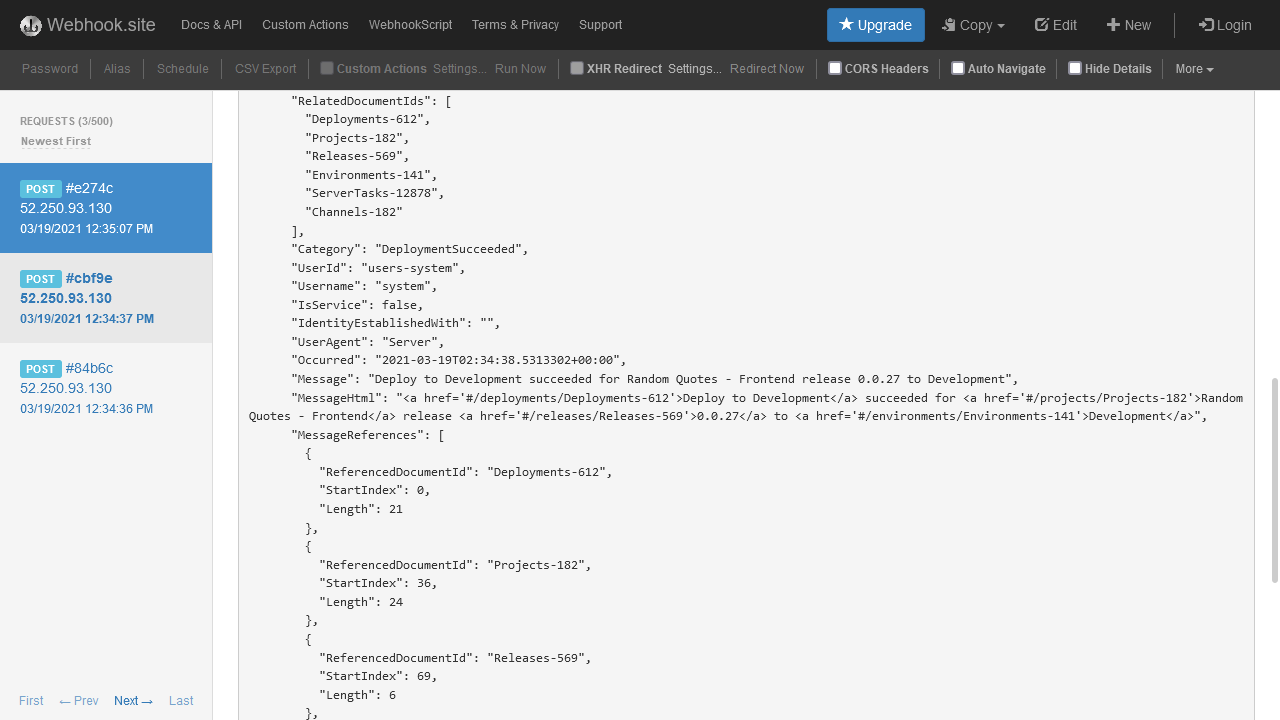 Webhook.site Docs & API Custom Actions WebhookScript Terms & Privacy Support Upgrade Copy Edit New Login
Password Alias Schedule CSV Export Custom Actions Settings... Run Now XHR Redirect Settings... Redirect Now CORS Headers Auto Navigate Hide Details More
REQUESTS (3/500)
Newest First
POST #e274c
52.250.93.130
03/19/2021 12:35:07 PM
POST #cbf9e
52.250.93.130
03/19/2021 12:34:37 PM
POST #84b6c
52.250.93.130
03/19/2021 12:34:36 PM
First ← Prev Next → Last
"RelatedDocumentIds": [
"Deployments-612",
"Projects-182",
"Releases-569",
"Environments-141",
"ServerTasks-12878",
"Channels-182"
],
"Category": "DeploymentSucceeded",
"UserId": "users-system",
"Username": "system",
"IsService": false,
"IdentityEstablishedWith": "",
"UserAgent": "Server",
"Occurred": "2021-03-19T02:34:38.5313302+00:00",
"Message": "Deploy to Development succeeded for Random Quotes - Frontend release 0.0.27 to Development",
"MessageHtml": "<a href='#/deployments/Deployments-612'>Deploy to Development</a> succeeded for <a href='#/projects/Projects-182'>Random
Quotes - Frontend</a> release <a href='#/releases/Releases-569'>0.0.27</a> to <a href='#/environments/Environments-141'>Development</a>",
"MessageReferences": [
{
"ReferencedDocumentId": "Deployments-612",
"StartIndex": 0,
"Length": 21
},
{
"ReferencedDocumentId": "Projects-182",
"StartIndex": 36,
"Length": 24
},
{
"ReferencedDocumentId": "Releases-569",
"StartIndex": 69,
"Length": 6
},